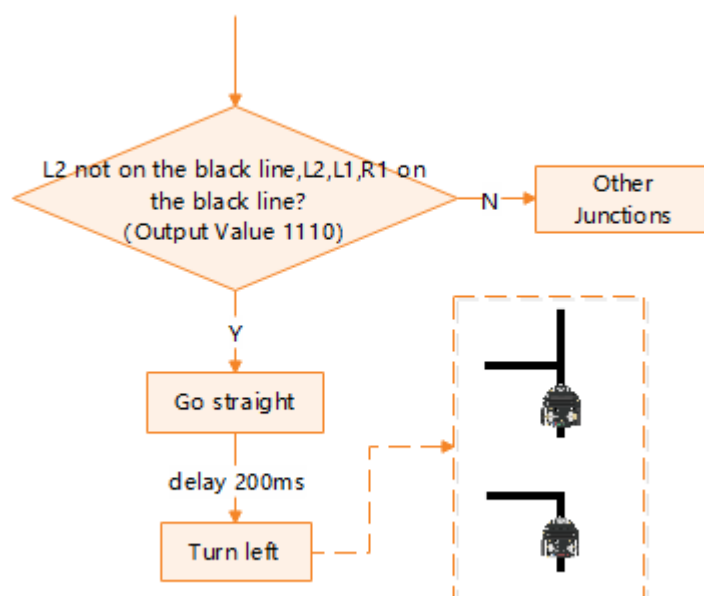 L2 not on the black line,L2,L1,R1 on
the black line?
(Output Value 1110)
N
Other
Junctions
Y
Go straight
delay 200ms
Turn left